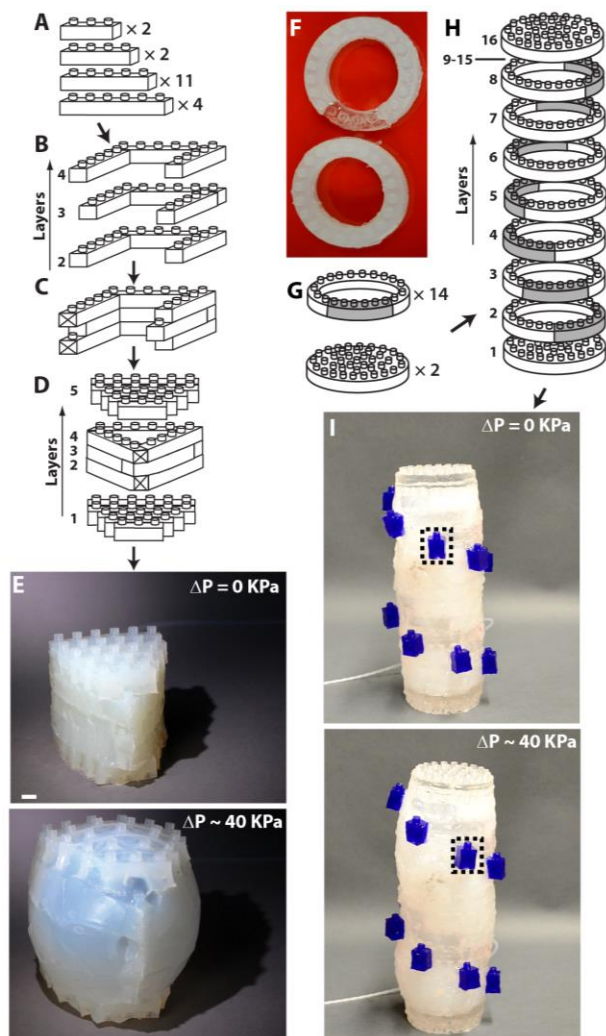 A
× 2
× 2
× 11
× 4
B
Layers
4
3
2
C
D
Layers
5
4
3
2
1
E
ΔP = 0 KPa
ΔP ~ 40 KPa
F
G
× 14
× 2
H
Layers
16
9-15
8
7
6
5
4
3
2
1
I
ΔP = 0 KPa
ΔP ~ 40 KPa